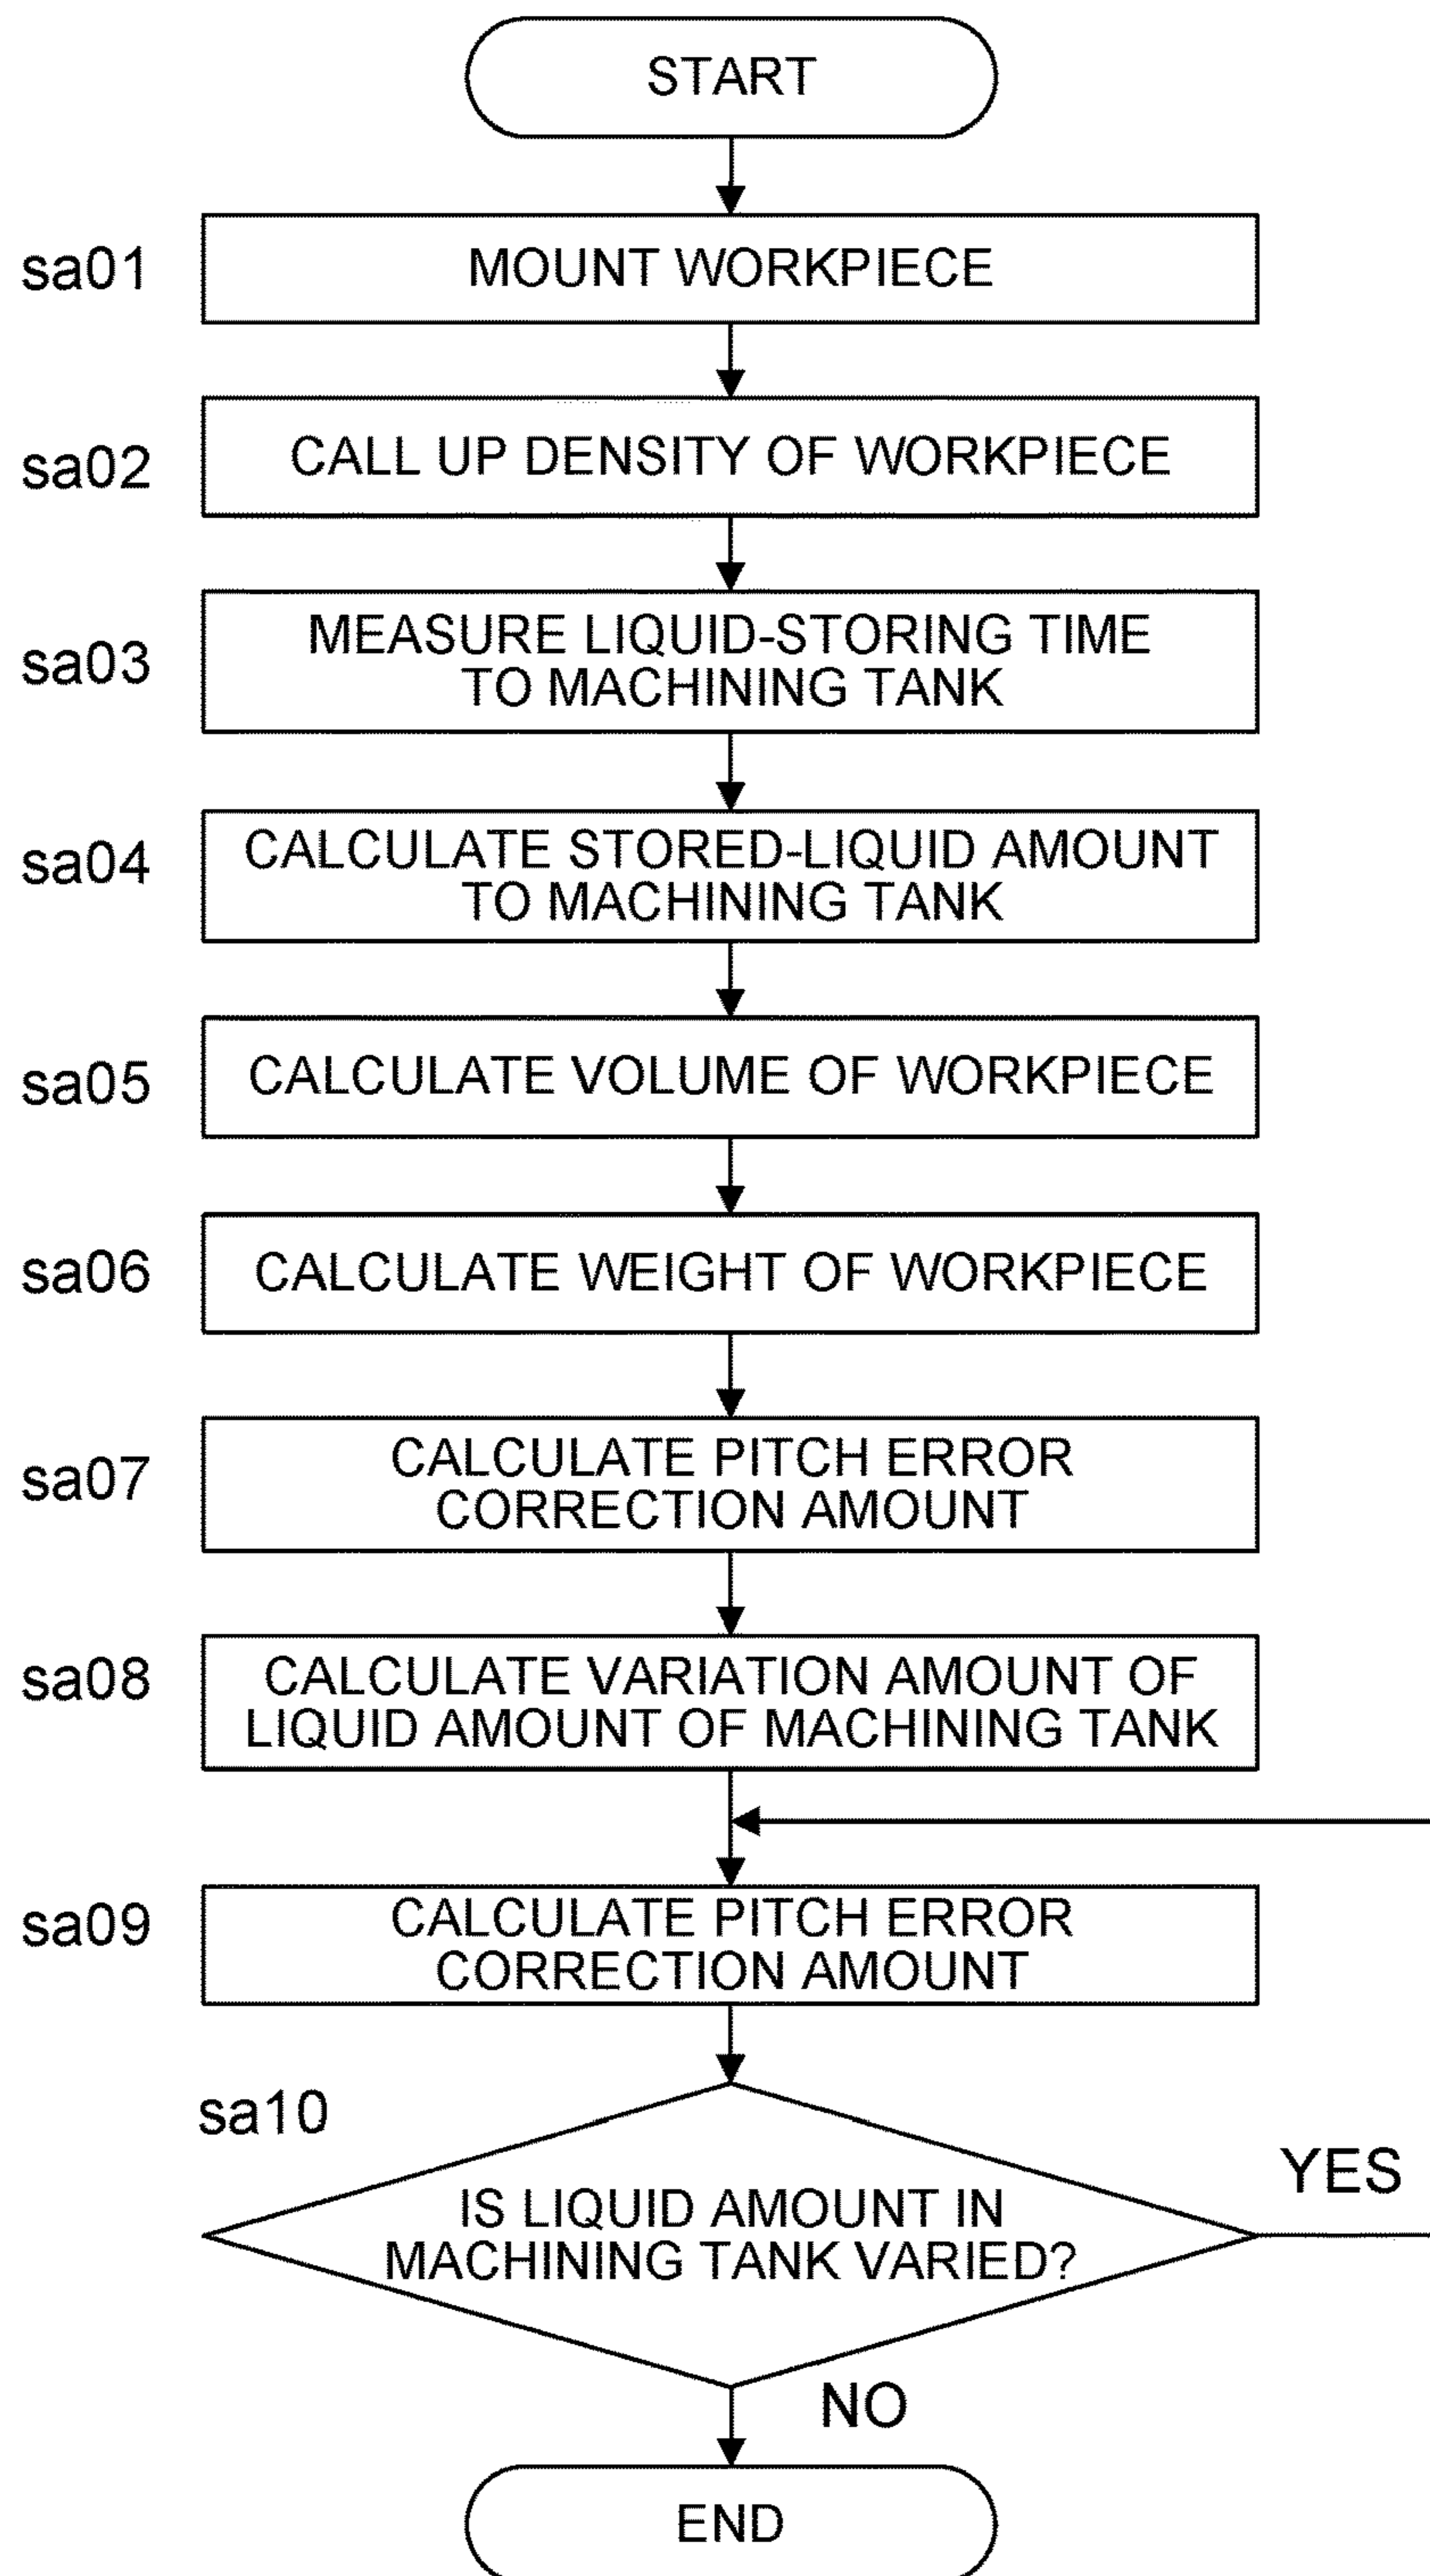 START
sa01
MOUNT WORKPIECE
sa02
CALL UP DENSITY OF WORKPIECE
sa03
MEASURE LIQUID-STORING TIME
TO MACHINING TANK
sa04
CALCULATE STORED-LIQUID AMOUNT
TO MACHINING TANK
sa05
CALCULATE VOLUME OF WORKPIECE
sa06
CALCULATE WEIGHT OF WORKPIECE
sa07
CALCULATE PITCH ERROR
CORRECTION AMOUNT
sa08
CALCULATE VARIATION AMOUNT OF
LIQUID AMOUNT OF MACHINING TANK
sa09
CALCULATE PITCH ERROR
CORRECTION AMOUNT
sa10
IS LIQUID AMOUNT IN
MACHINING TANK VARIED?
YES
NO
END